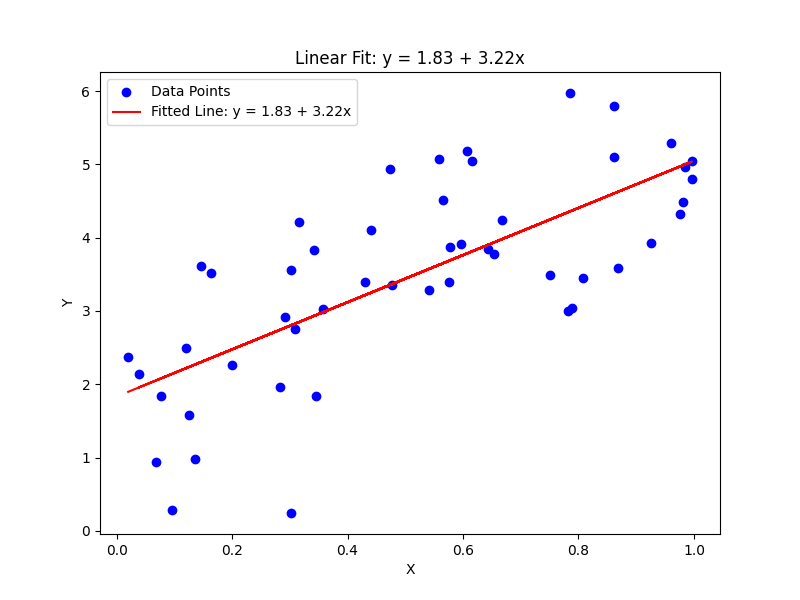 Linear Fit: y = 1.83 + 3.22x
Data Points
Fitted Line: y = 1.83 + 3.22x
6
5
4
3
2
1
0
Y
0.0 0.2 0.4 0.6 0.8 1.0
X